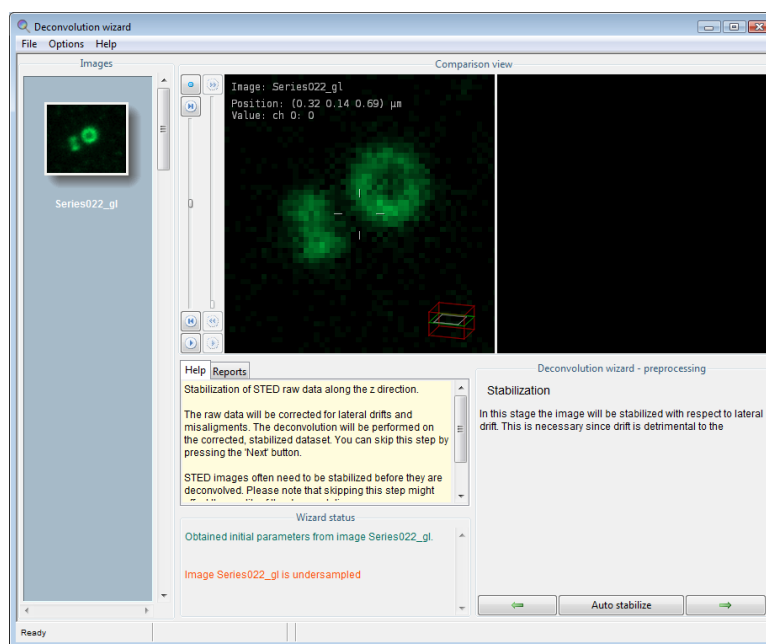 Deconvolution wizard
File Options Help
Images
Comparison view
Series022_gl
Image: Series022_gl
Position: (0.32 0.14 0.69) µm
Value: ch 0: 0
Help Reports
Stabilization of STED raw data along the z direction.
The raw data will be corrected for lateral drifts and
misaligments. The deconvolution will be performed on
the corrected, stabilized dataset. You can skip this step by
pressing the 'Next' button.
STED images often need to be stabilized before they are
deconvolved. Please note that skipping this step might
Wizard status
Obtained initial parameters from image Series022_gl.
Image Series022_gl is undersampled
Deconvolution wizard - preprocessing
Stabilization
In this stage the image will be stabilized with respect to lateral
drift. This is necessary since drift is detrimental to the
Auto stabilize
Ready